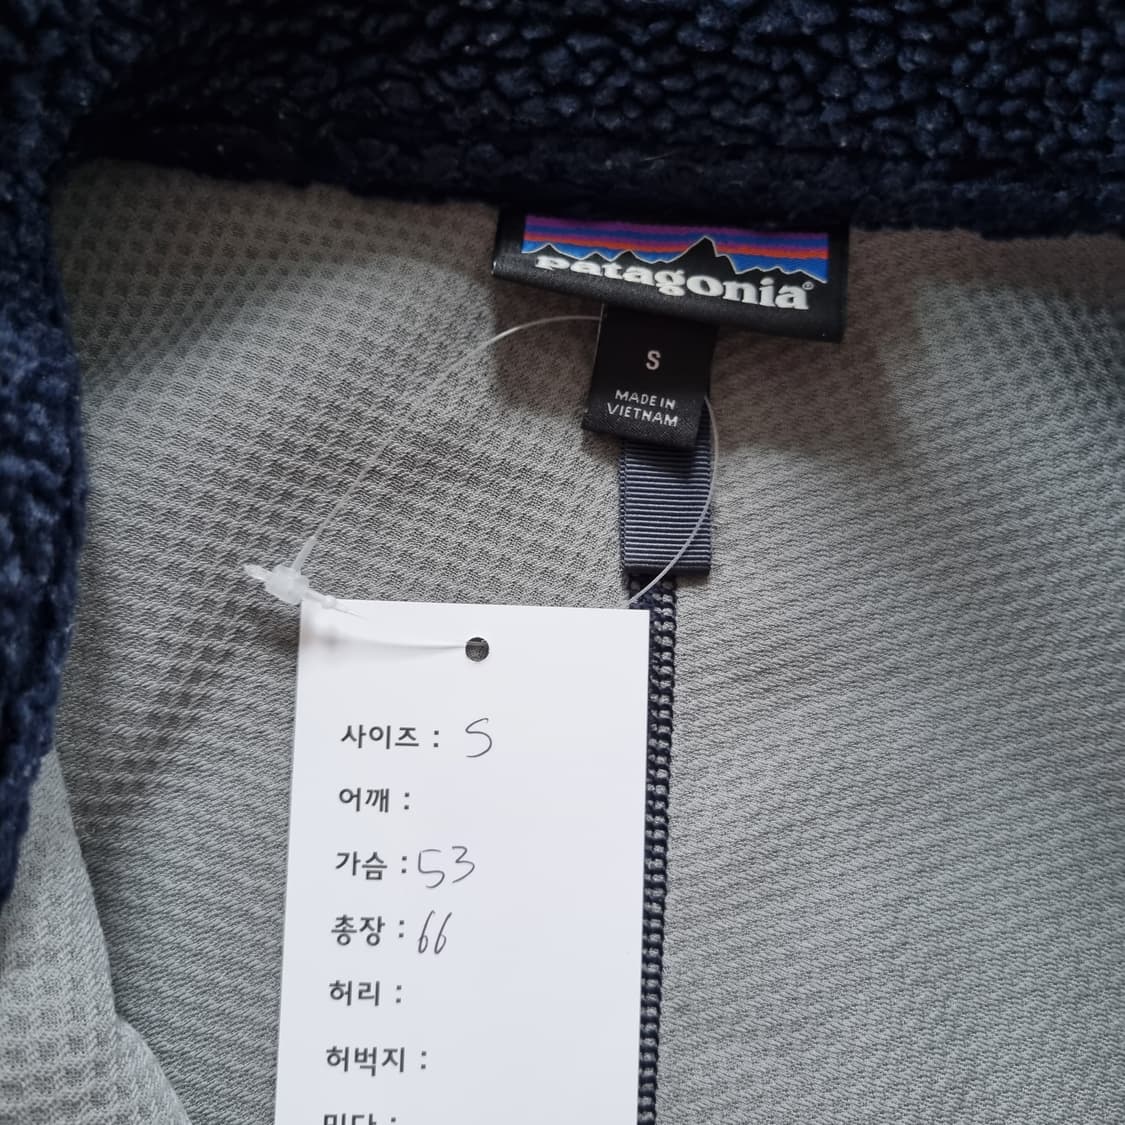 patagonia®
S
MADE IN
VIETNAM
사이즈 : S
어깨 :
가슴 : 53
총장 : 66
허리 :
허벅지 :